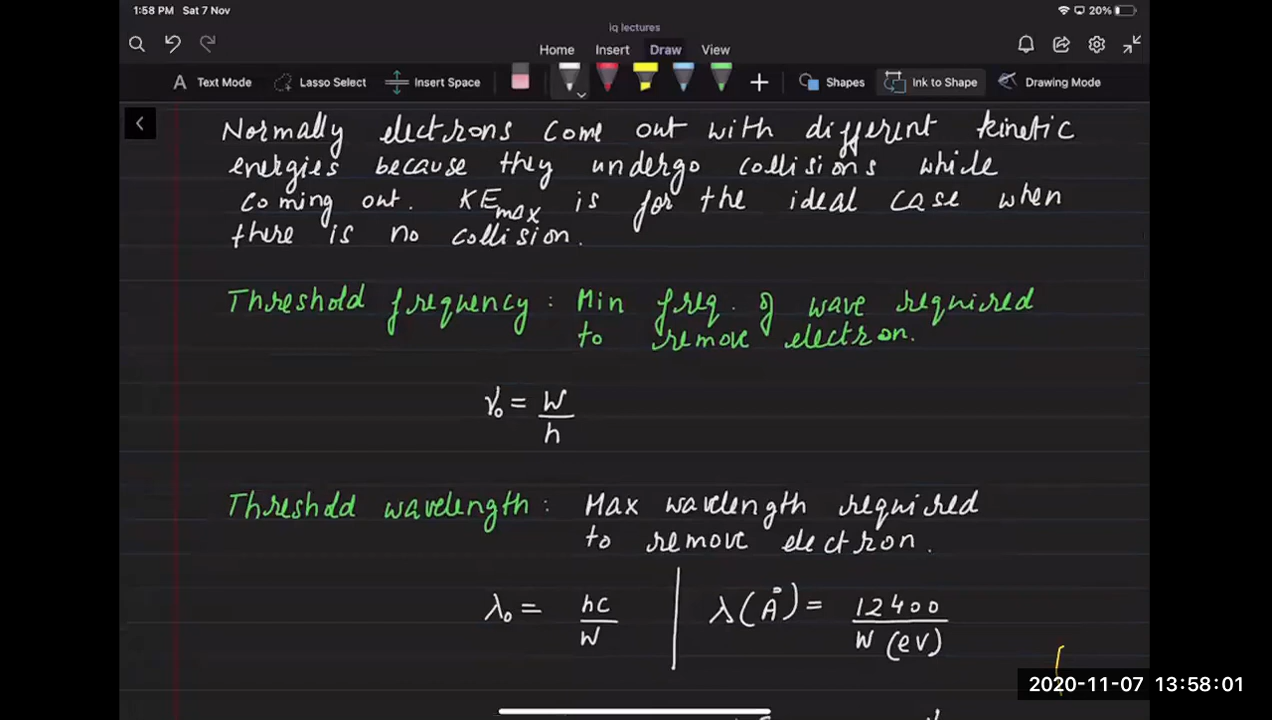 1:58 PM Sat 7 Nov
20%
iq lectures
Home Insert Draw View
Text Mode Lasso Select Insert Space Shapes Ink to Shape Drawing Mode
Normally electrons come out with different kinetic
energies because they undergo collisions while
coming out. KEmax is for the ideal case when
there is no collision.
Threshold frequency : Min freq. of wave required
to remove electron.
ν₀ = W/h
Threshold wavelength : Max wavelength required
to remove electron.
λ₀ = hc/W | λ(Å) = 12400/W (eV)
2020-11-07 13:58:01